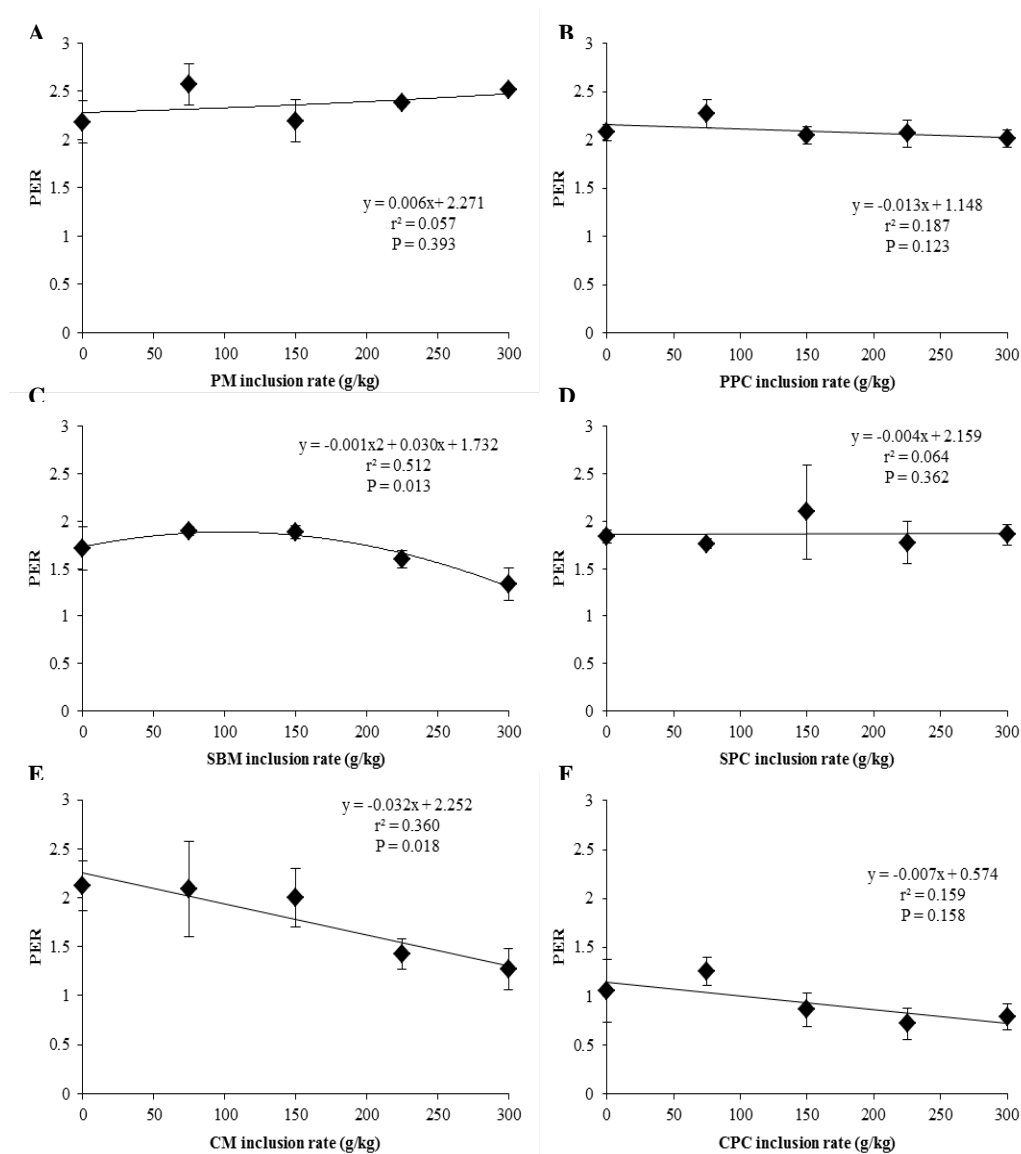 A
3
2.5
2
1.5
1
0.5
0
PER
y = 0.006x+ 2.271
r² = 0.057
P = 0.393
0 50 100 150 200 250 300
PM inclusion rate (g/kg)
B
3
2.5
2
1.5
1
0.5
0
PER
y = -0.013x + 1.148
r² = 0.187
P = 0.123
0 50 100 150 200 250 300
PPC inclusion rate (g/kg)
C
3
2.5
2
1.5
1
0.5
0
PER
y = -0.001x2 + 0.030x + 1.732
r² = 0.512
P = 0.013
0 50 100 150 200 250 300
SBM inclusion rate (g/kg)
D
3
2.5
2
1.5
1
0.5
0
PER
y = -0.004x + 2.159
r² = 0.064
P = 0.362
0 50 100 150 200 250 300
SPC inclusion rate (g/kg)
E
3
2.5
2
1.5
1
0.5
0
PER
y = -0.032x + 2.252
r² = 0.360
P = 0.018
0 50 100 150 200 250 300
CM inclusion rate (g/kg)
F
3
2.5
2
1.5
1
0.5
0
PER
y = -0.007x + 0.574
r² = 0.159
P = 0.158
0 50 100 150 200 250 300
CPC inclusion rate (g/kg)